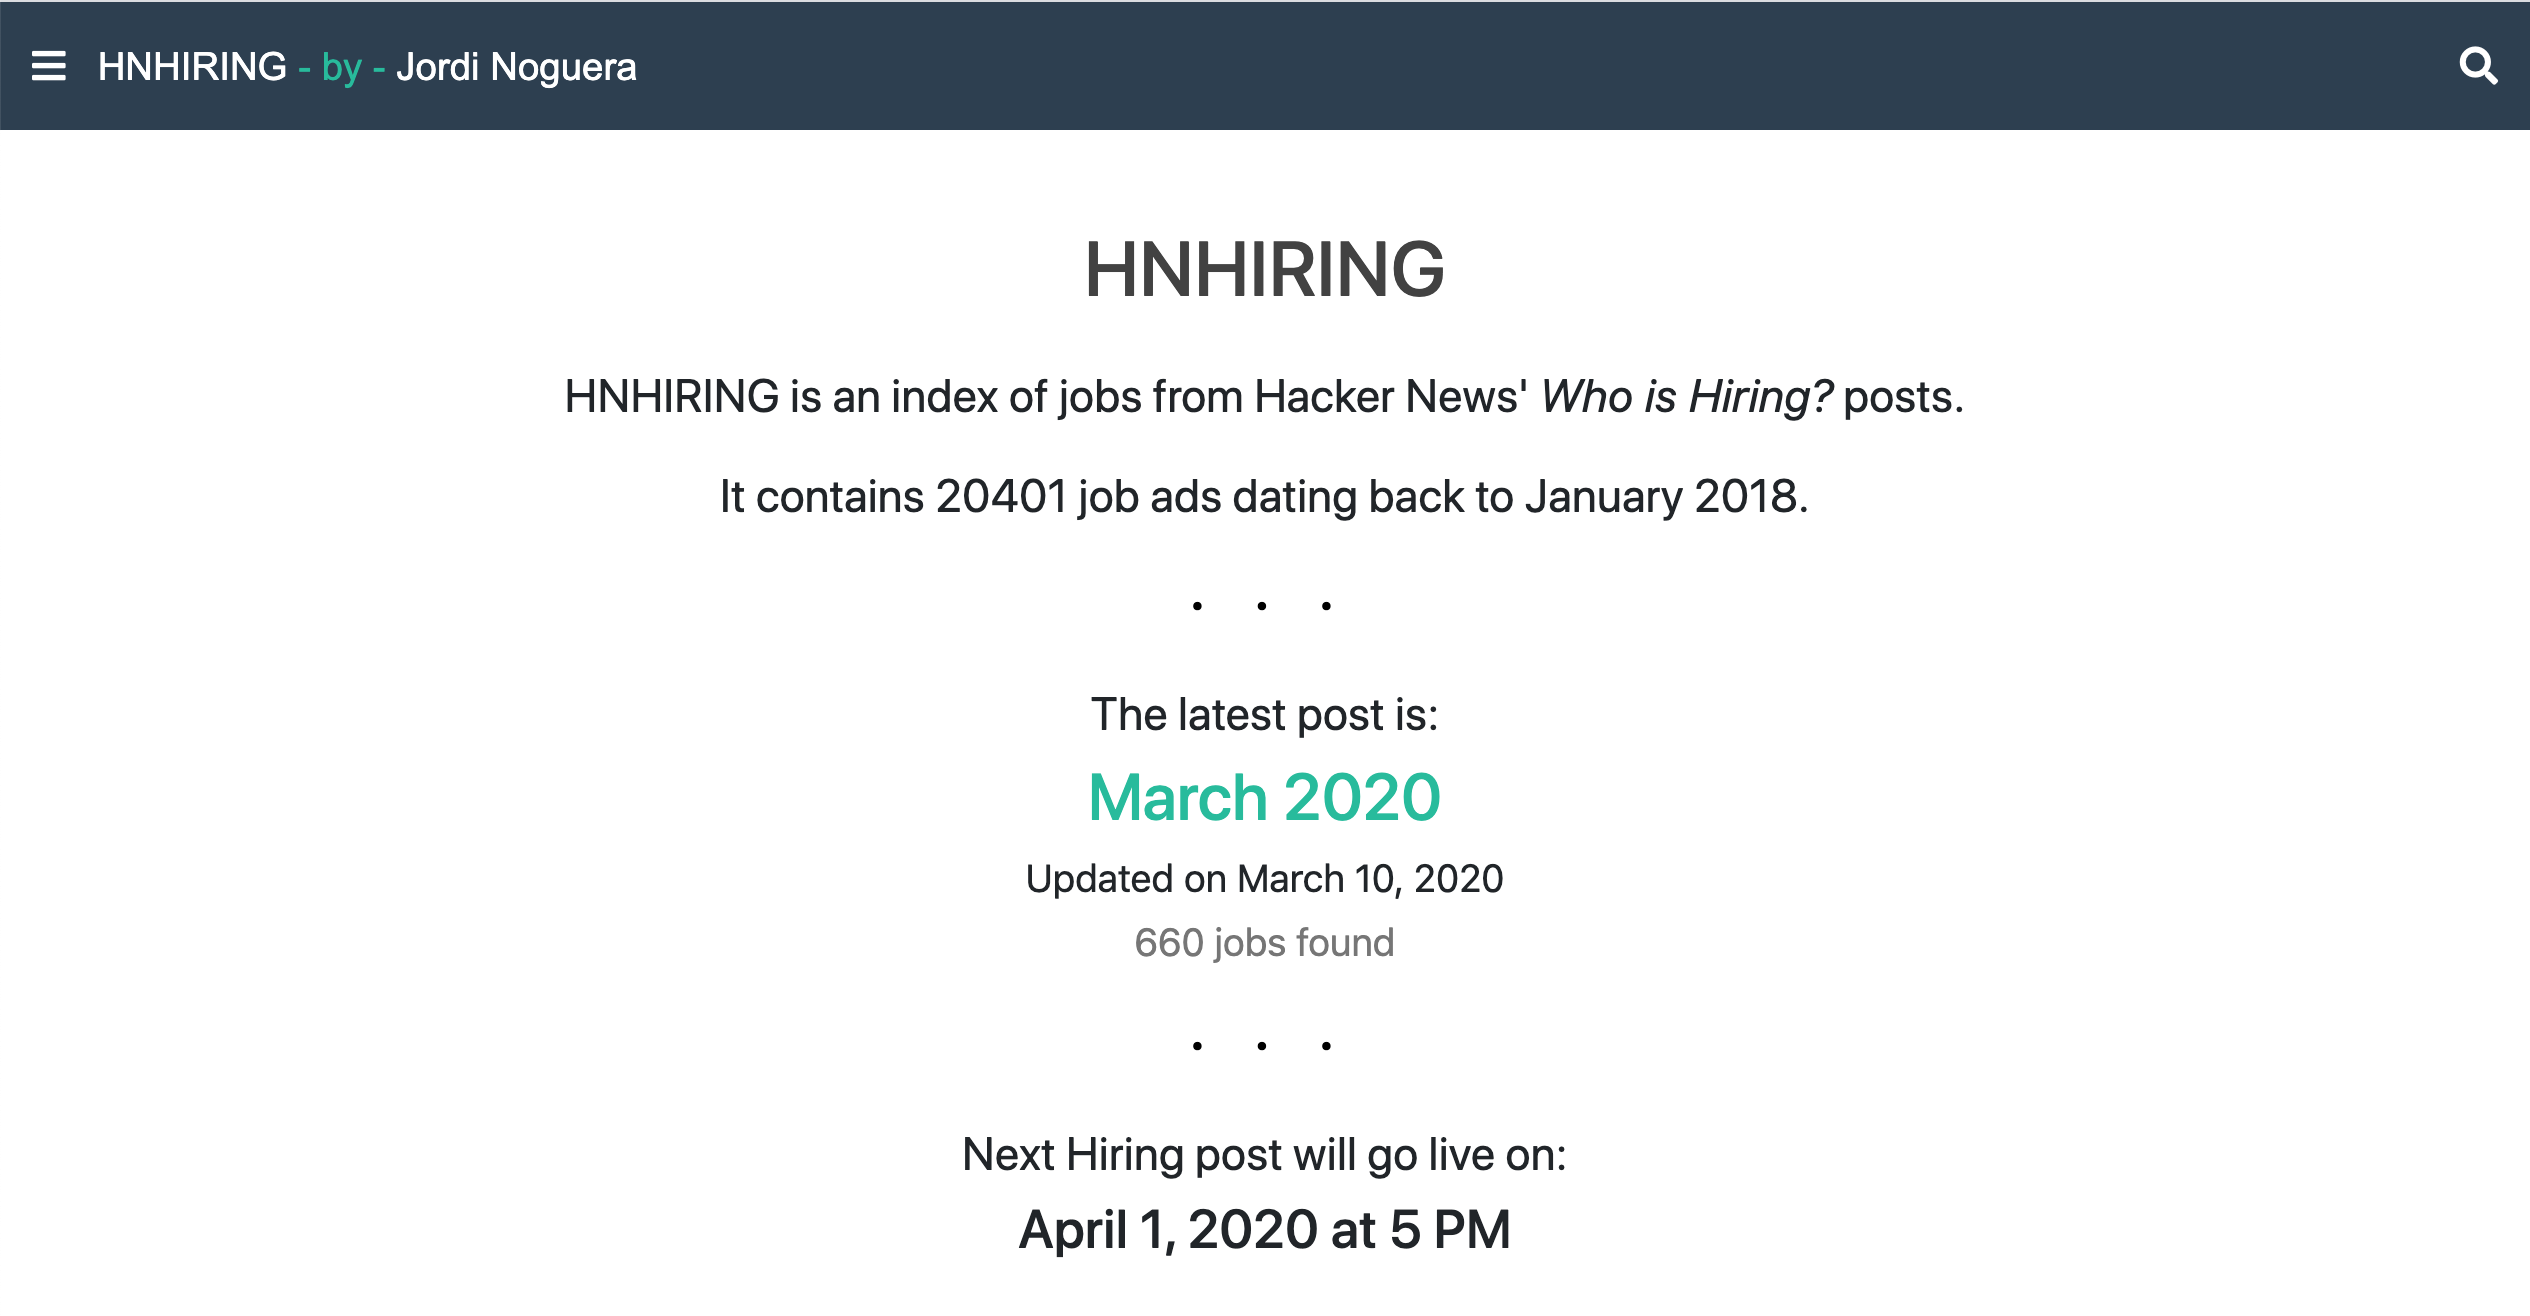 HNHIRING - by - Jordi Noguera
HNHIRING
HNHIRING is an index of jobs from Hacker News' Who is Hiring? posts.
It contains 20401 job ads dating back to January 2018.
. . .
The latest post is:
March 2020
Updated on March 10, 2020
660 jobs found
. . .
Next Hiring post will go live on:
April 1, 2020 at 5 PM